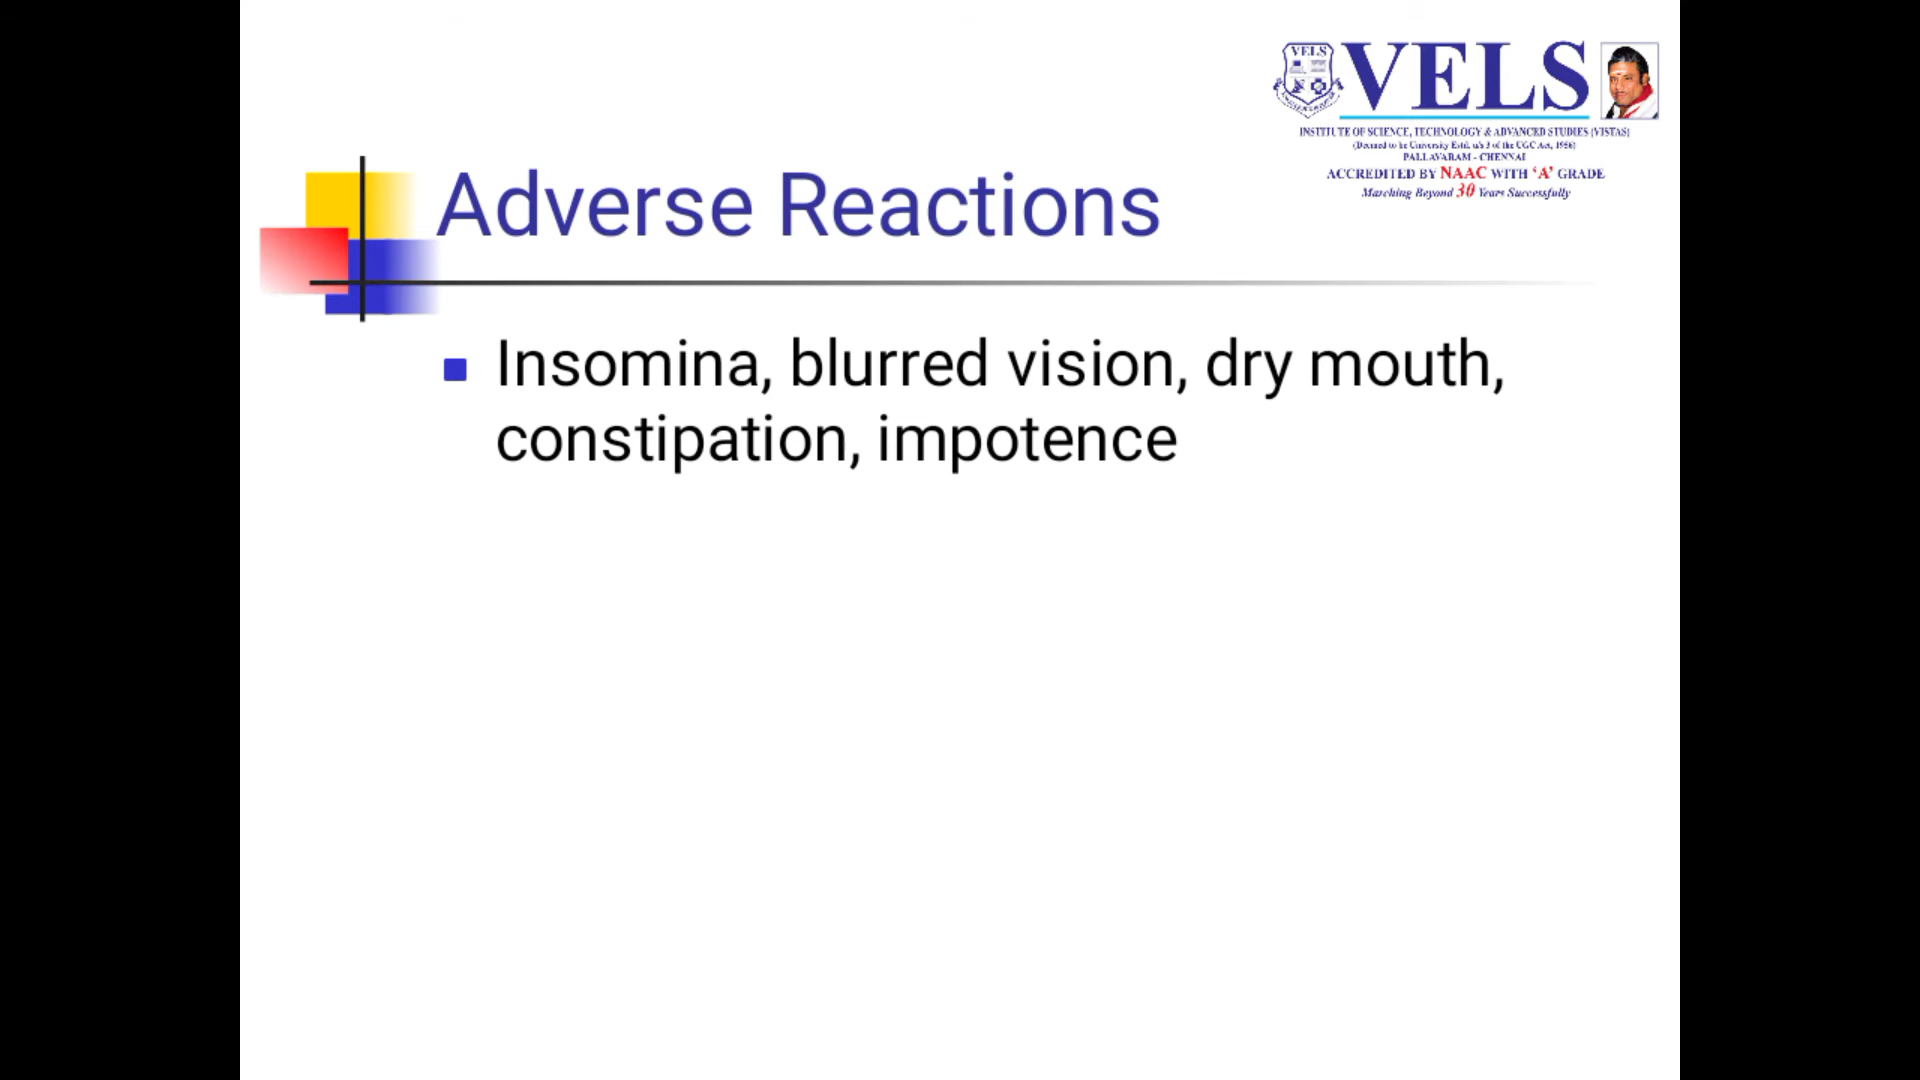 VELS
VELS
INSTITUTE OF SCIENCE, TECHNOLOGY & ADVANCED STUDIES (VISTAS)
(Deemed to be University Estd. u/s 3 of the UGC Act, 1956)
PALLAVARAM - CHENNAI
ACCREDITED BY NAAC WITH ‘A’ GRADE
Marching Beyond 30 Years Successfully
Adverse Reactions
Insomina, blurred vision, dry mouth,
constipation, impotence